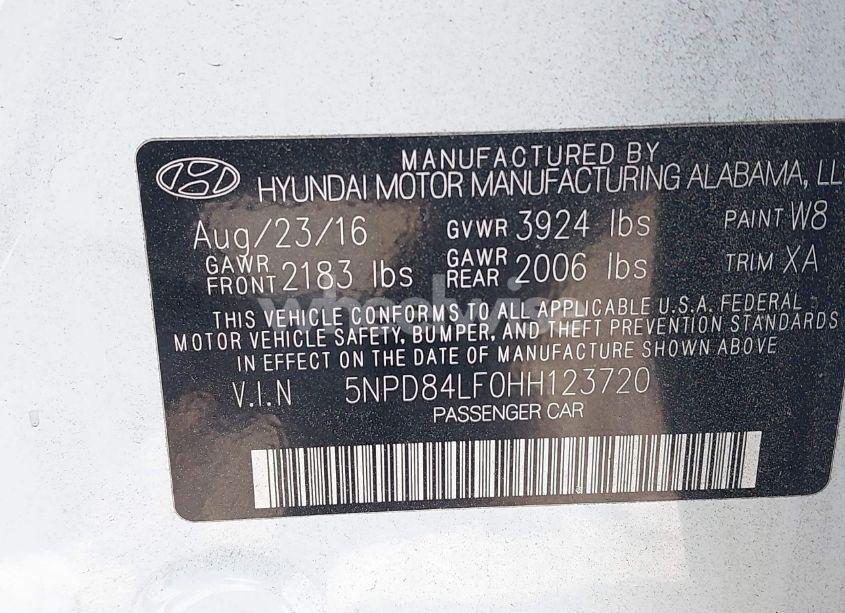 MANUFACTURED BY
HYUNDAI MOTOR MANUFACTURING ALABAMA, LL
Aug/23/16 GVWR 3924 lbs PAINT W8
GAWR FRONT 2183 lbs GAWR REAR 2006 lbs TRIM XA
THIS VEHICLE CONFORMS TO ALL APPLICABLE U.S.A. FEDERAL
MOTOR VEHICLE SAFETY, BUMPER, AND THEFT PREVENTION STANDARDS
IN EFFECT ON THE DATE OF MANUFACTURE SHOWN ABOVE
V.I.N 5NPD84LF0HH123720
PASSENGER CAR